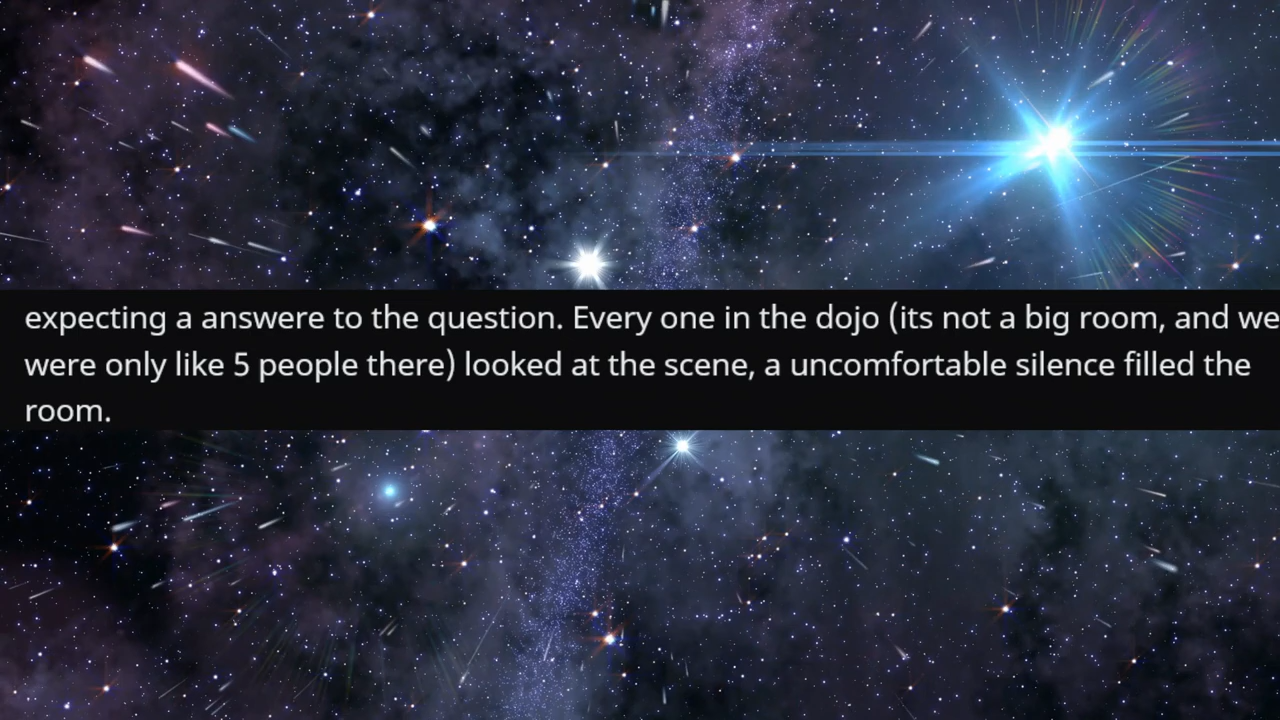 expecting a answere to the question. Every one in the dojo (its not a big room, and we
were only like 5 people there) looked at the scene, a uncomfortable silence filled the
room.